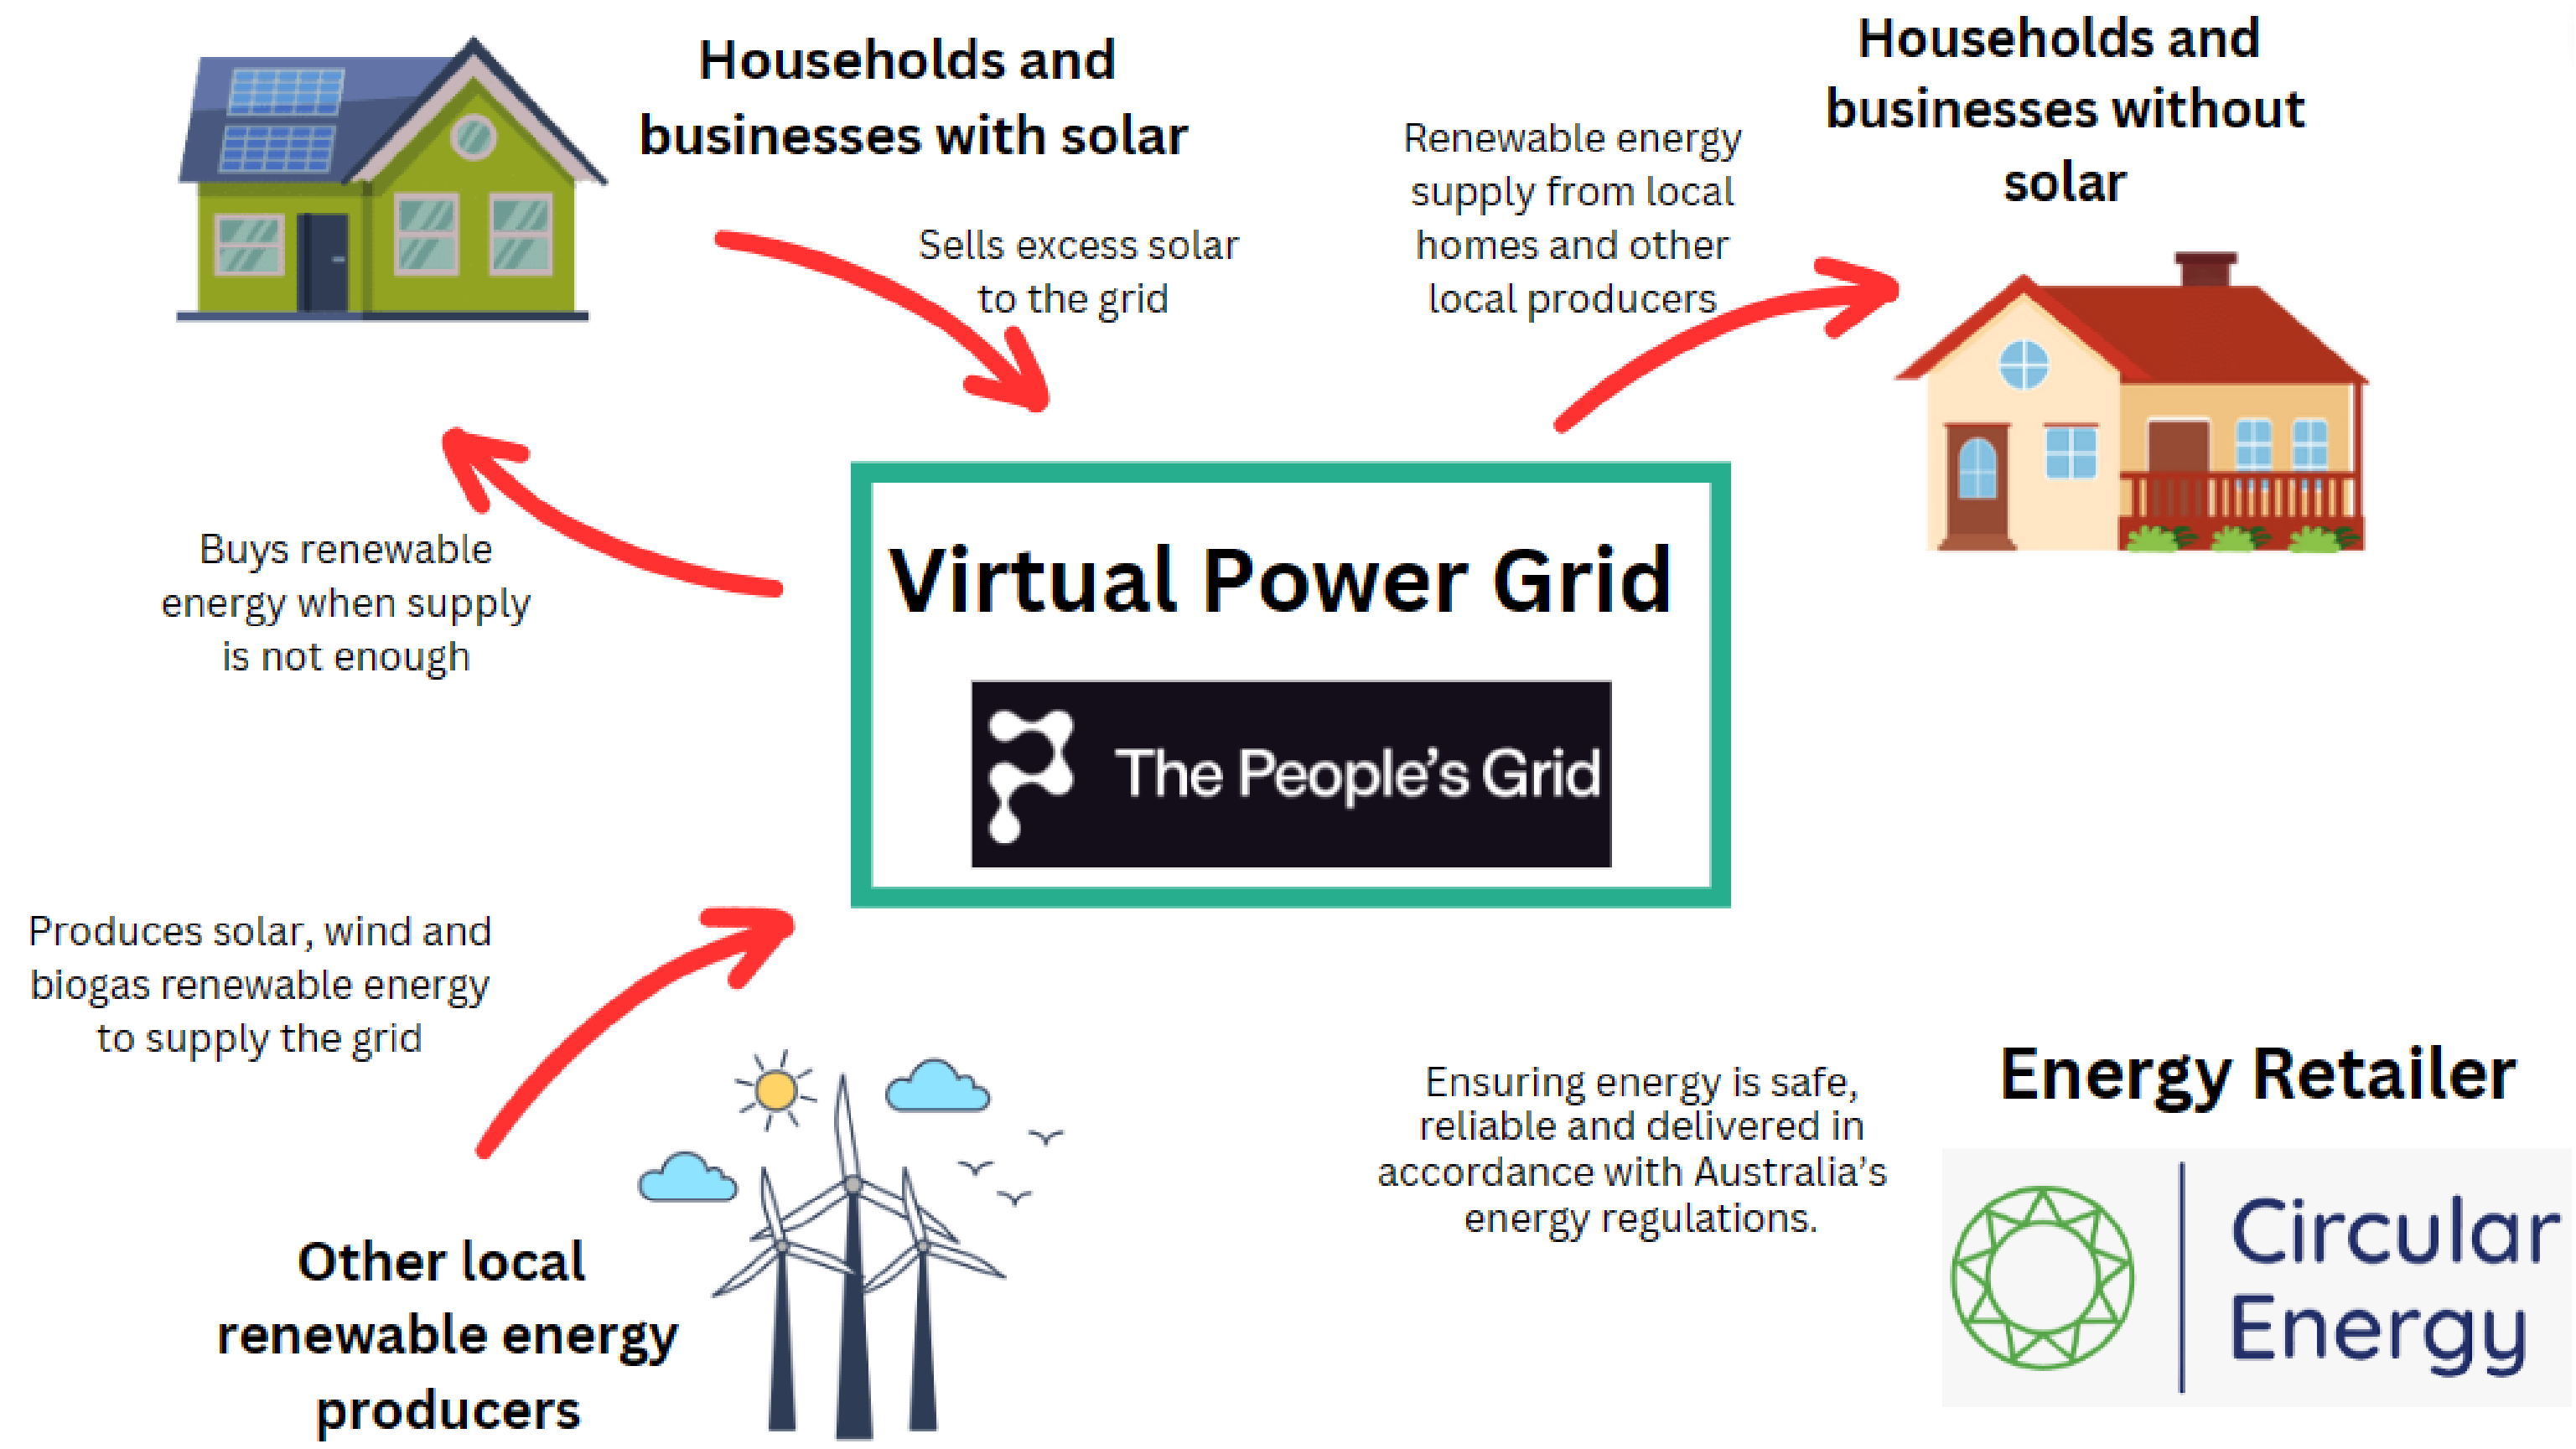 Households and
businesses with solar
Sells excess solar
to the grid
Renewable energy
supply from local
homes and other
local producers
Households and
businesses without
solar
Buys renewable
energy when supply
is not enough
Virtual Power Grid
The People's Grid
Produces solar, wind and
biogas renewable energy
to supply the grid
Other local
renewable energy
producers
Ensuring energy is safe,
reliable and delivered in
accordance with Australia's
energy regulations.
Energy Retailer
Circular
Energy